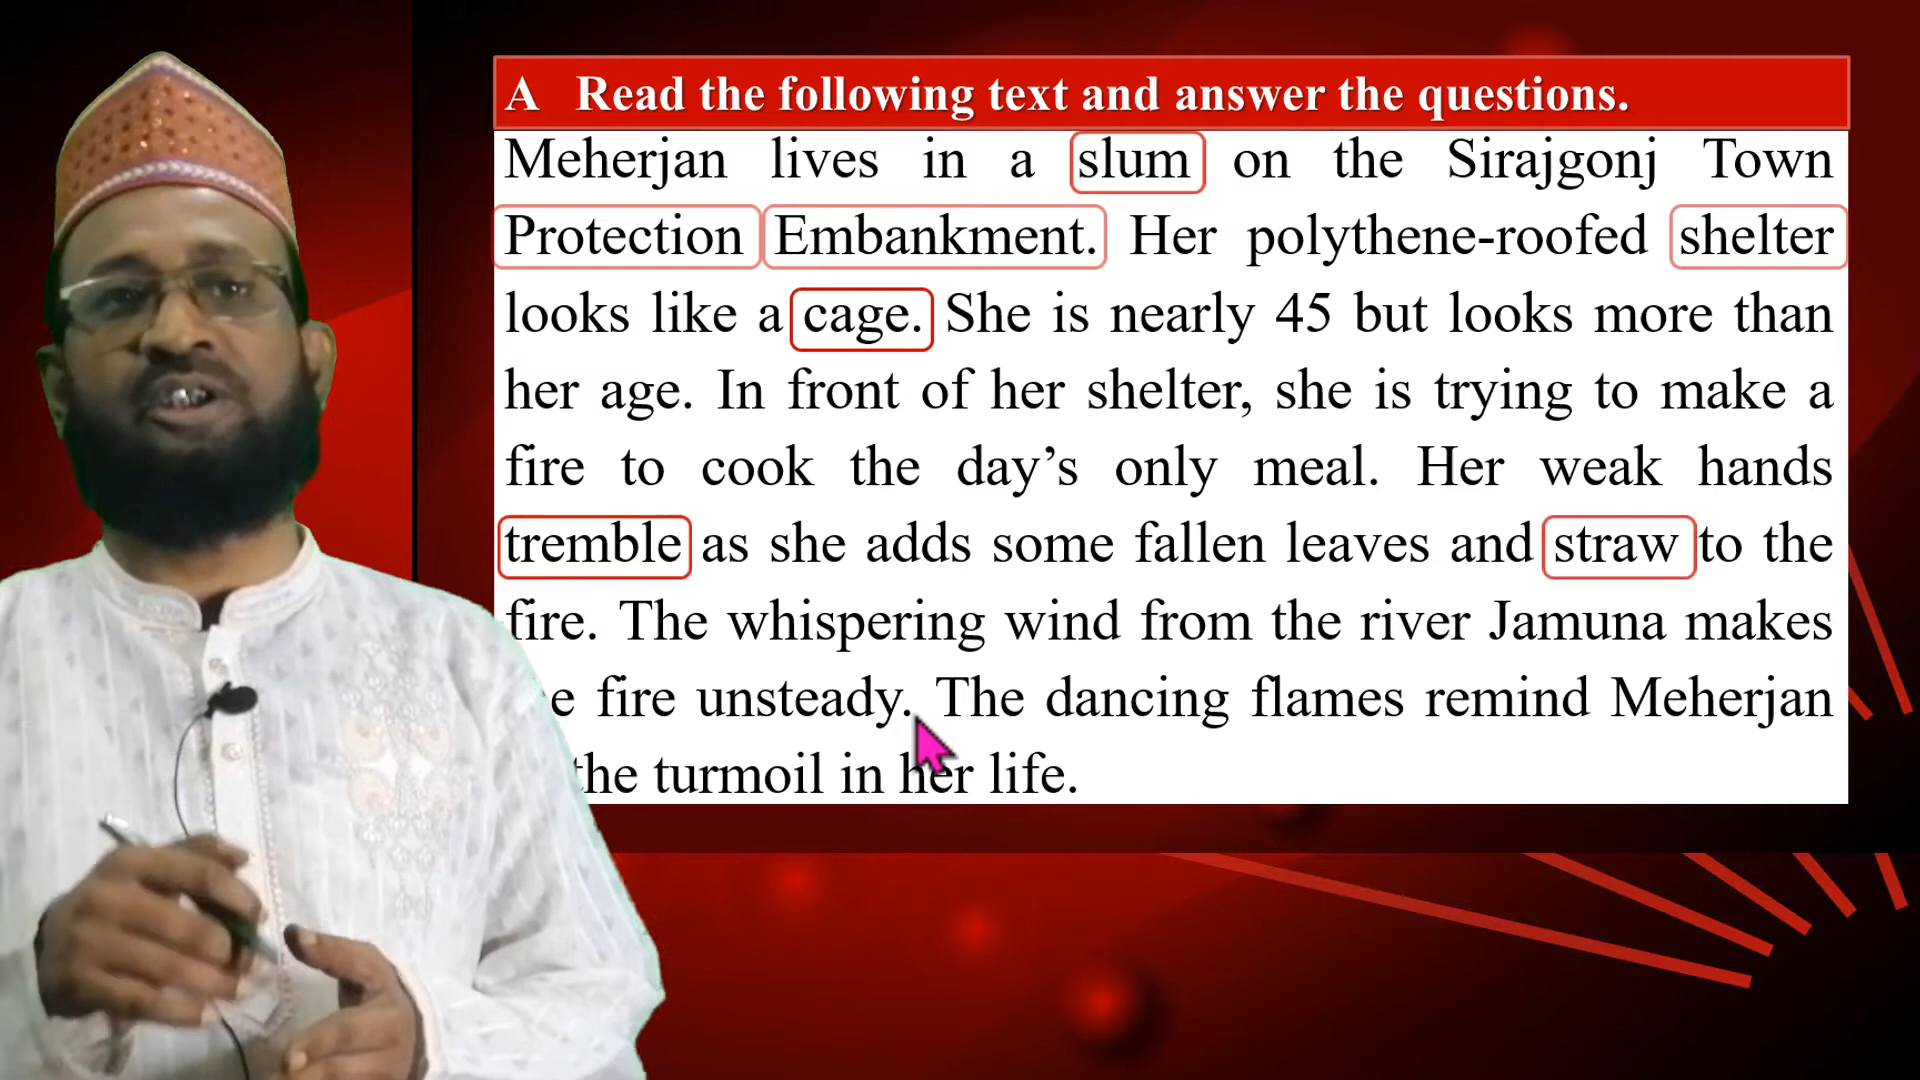 A Read the following text and answer the questions.
Meherjan lives in a slum on the Sirajgonj Town
Protection Embankment. Her polythene-roofed shelter
looks like a cage. She is nearly 45 but looks more than
her age. In front of her shelter, she is trying to make a
fire to cook the day’s only meal. Her weak hands
tremble as she adds some fallen leaves and straw to the
fire. The whispering wind from the river Jamuna makes
fire unsteady. The dancing flames remind Meherjan
the turmoil in her life.